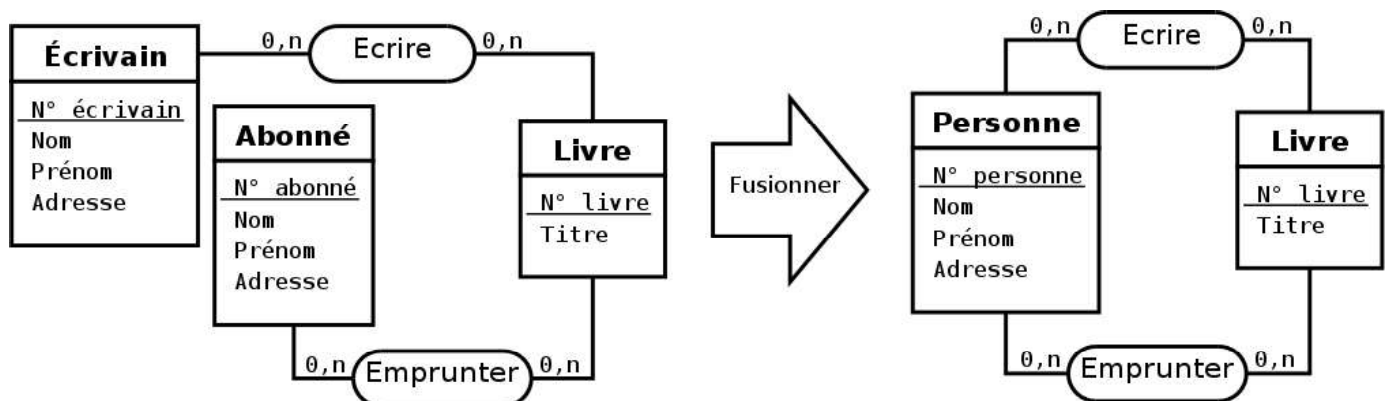 Écrivain
N° écrivain
Nom
Prénom
Adresse
0,n
Ecrire
0,n
Abonné
N° abonné
Nom
Prénom
Adresse
Livre
N° livre
Titre
0,n
Emprunter
0,n
Fusionner
0,n
Ecrire
0,n
Personne
N° personne
Nom
Prénom
Adresse
Livre
N° livre
Titre
0,n
Emprunter
0,n